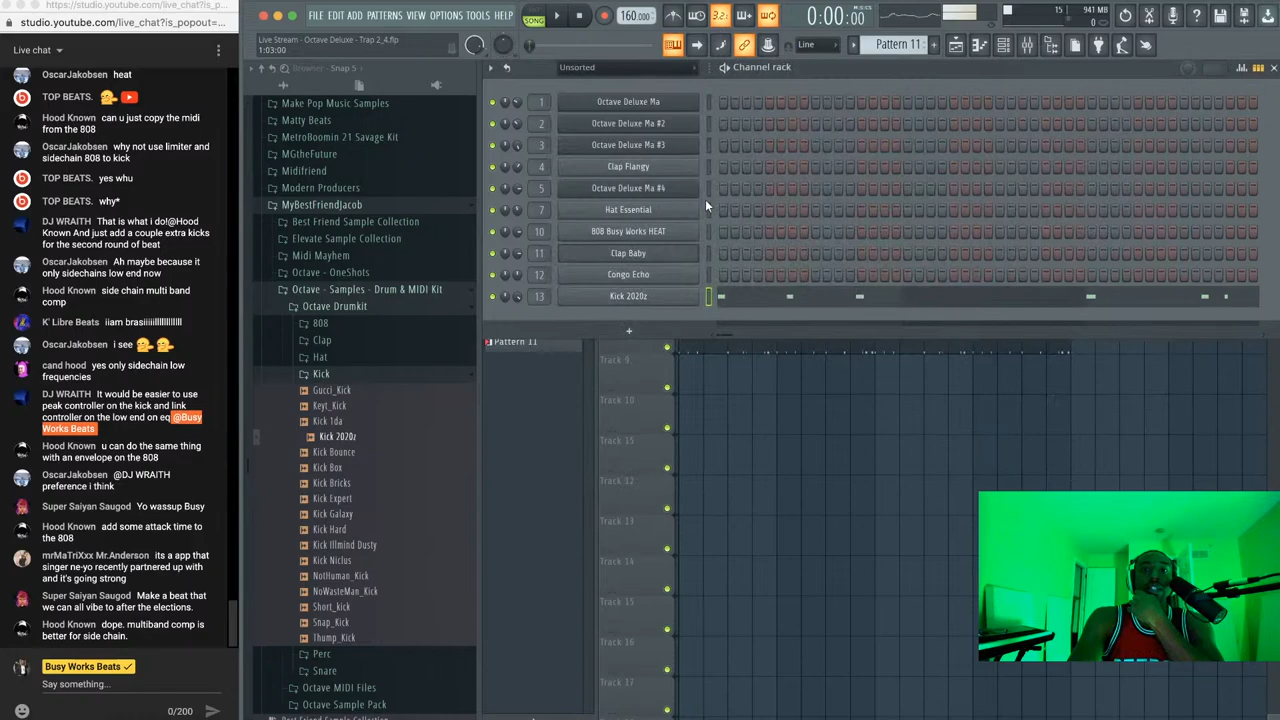 https://studio.youtube.com/live_chat?is_popout=
studio.youtube.com/live_chat?is_popout=...
Live chat
OscarJakobsen heat
TOP BEATS.
Hood Known can u just copy the midi
from the 808
OscarJakobsen why not use limiter and
sidechain 808 to kick
TOP BEATS. yes whu
TOP BEATS. why*
DJ WRAITH That is what i do!@Hood
Known And just add a couple extra kicks
for the second round of beat
OscarJakobsen Ah maybe because it
only sidechains low end now
Hood Known side chain multi band
comp
K' Libre Beats iiam brasiiiilllllllllll
OscarJakobsen i see
cand hood yes only sidechain low
frequencies
DJ WRAITH It would be easier to use
peak controller on the kick and link
controller on the low end on eq @Busy
Works Beats
Hood Known u can do the same thing
with an envelope on the 808
OscarJakobsen @DJ WRAITH
preference i think
Super Saiyan Saugod Yo wassup Busy
Hood Known add some attack time to
the 808
mrMaTriXxx Mr.Anderson its a app that
singer ne-yo recently partnered up with
and it's going strong
Super Saiyan Saugod Make a beat that
we can all vibe to after the elections.
Hood Known dope. multiband comp is
better for side chain.
Busy Works Beats
Say something...
0/200
FILE EDIT ADD PATTERNS VIEW OPTIONS TOOLS HELP
SONG
160.000
3.2
0:00:00
M:S:CS
15
941 MB
0
Live Stream - Octave Deluxe - Trap 2_4.flp
1:03:00
Line
Pattern 11
Browser - Snap 5
Make Pop Music Samples
Matty Beats
MetroBoomin 21 Savage Kit
MGtheFuture
Midifriend
Modern Producers
MyBestFriendJacob
Best Friend Sample Collection
Elevate Sample Collection
Midi Mayhem
Octave - OneShots
Octave - Samples - Drum & MIDI Kit
Octave Drumkit
808
Clap
Hat
Kick
Gucci_Kick
Keyt_Kick
Kick 1da
Kick 2020z
Kick Bounce
Kick Box
Kick Bricks
Kick Expert
Kick Galaxy
Kick Hard
Kick Illmind Dusty
Kick Niclus
NotHuman_Kick
NoWasteMan_Kick
Short_kick
Snap_Kick
Thump_Kick
Perc
Snare
Octave MIDI Files
Octave Sample Pack
Unsorted
Channel rack
1 Octave Deluxe Ma
2 Octave Deluxe Ma #2
3 Octave Deluxe Ma #3
4 Clap Flangy
5 Octave Deluxe Ma #4
7 Hat Essential
10 808 Busy Works HEAT
11 Clap Baby
12 Congo Echo
13 Kick 2020z
+
Pattern 11
Track 9
Track 10
Track 15
Track 12
Track 13
Track 14
Track 15
Track 16
Track 17